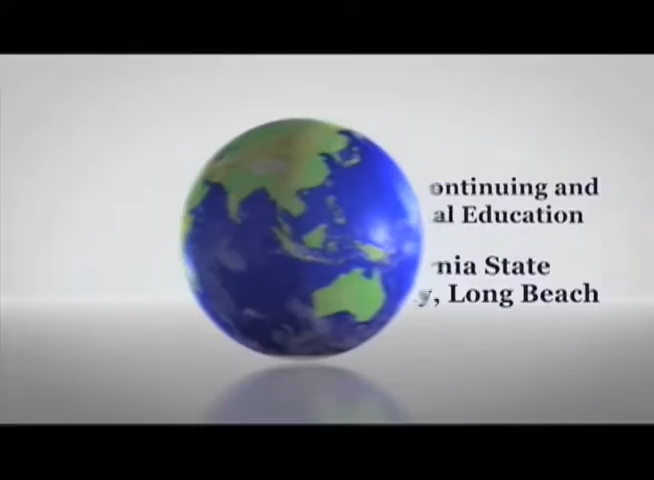 ontinuing and
al Education
nia State
y, Long Beach